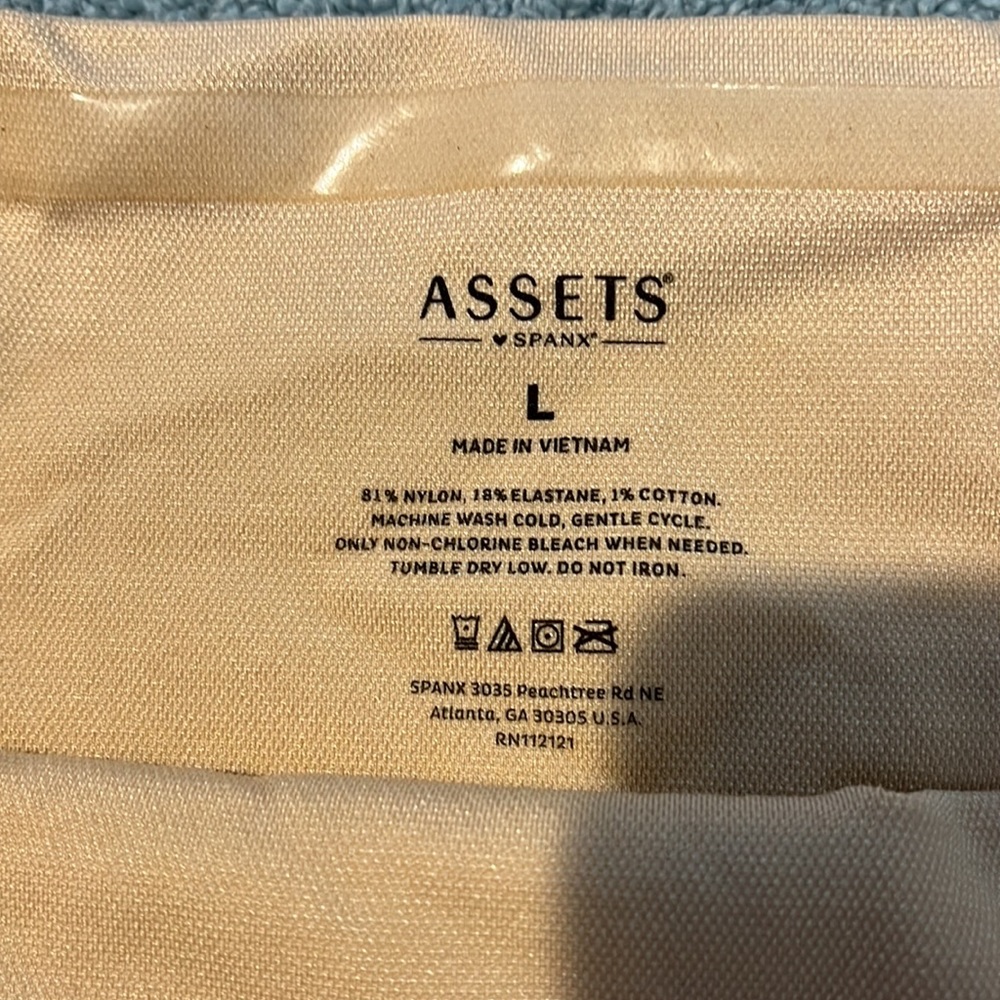 ASSETS®
♥ SPANX®
L
MADE IN VIETNAM
81% NYLON, 18% ELASTANE, 1% COTTON.
MACHINE WASH COLD, GENTLE CYCLE.
ONLY NON-CHLORINE BLEACH WHEN NEEDED.
TUMBLE DRY LOW. DO NOT IRON.
SPANX 3035 Peachtree Rd NE
Atlanta, GA 30305 U.S.A.
RN112121